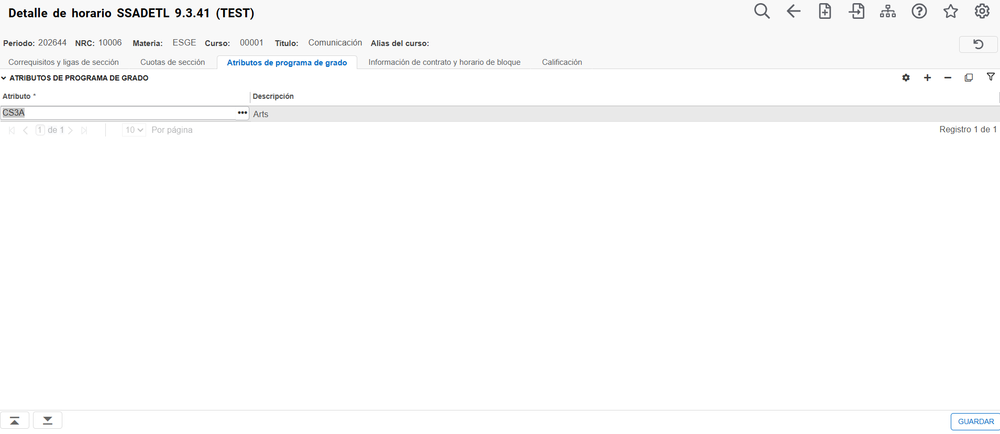 Detalle de horario SSADETL 9.3.41 (TEST)
Periodo: 202644 NRC: 10006 Materia: ESGE Curso: 00001 Título: Comunicación Alias del curso:
Correquisitos y ligas de sección Cuotas de sección Atributos de programa de grado Información de contrato y horario de bloque Calificación
ATRIBUTOS DE PROGRAMA DE GRADO
Atributo * Descripción
CS3A ••• Arts
1 de 1 10 Por página Registro 1 de 1
GUARDAR